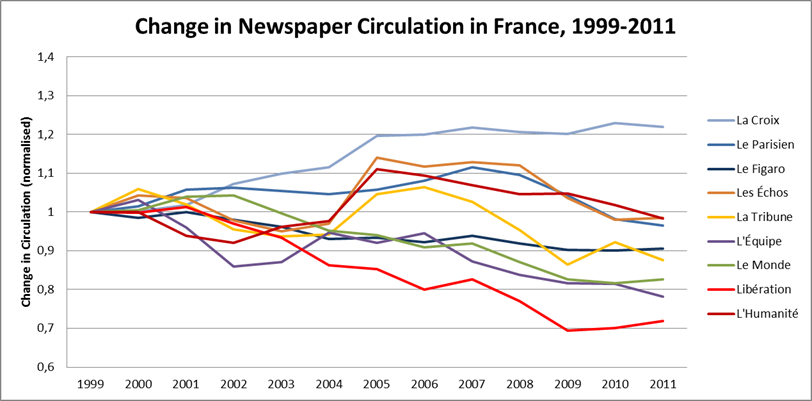 Change in Newspaper Circulation in France, 1999-2011
Change in Circulation (normalised)
1,4
1,3
1,2
1,1
1
0,9
0,8
0,7
0,6
1999 2000 2001 2002 2003 2004 2005 2006 2007 2008 2009 2010 2011
La Croix
Le Parisien
Le Figaro
Les Échos
La Tribune
L'Équipe
Le Monde
Libération
L'Humanité